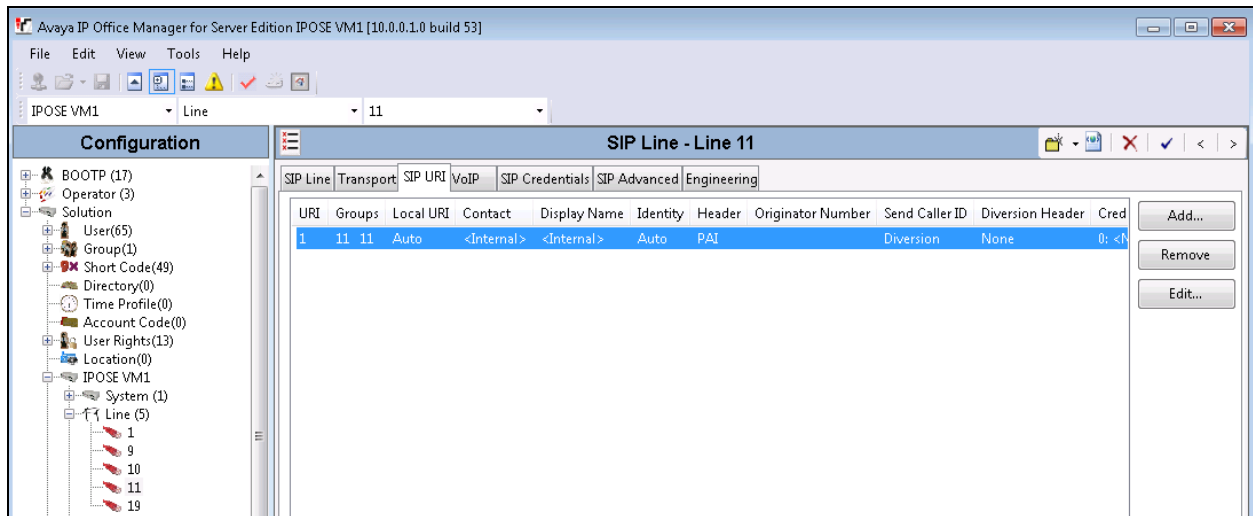 Avaya IP Office Manager for Server Edition IPOSE VM1 [10.0.0.1.0 build 53]
File Edit View Tools Help
IPOSE VM1 Line 11
Configuration
SIP Line - Line 11
BOOTP (17)
Operator (3)
Solution
User(65)
Group(1)
Short Code(49)
Directory(0)
Time Profile(0)
Account Code(0)
User Rights(13)
Location(0)
IPOSE VM1
System (1)
Line (5)
1
9
10
11
19
SIP Line Transport SIP URI VoIP SIP Credentials SIP Advanced Engineering
URI Groups Local URI Contact Display Name Identity Header Originator Number Send Caller ID Diversion Header Cred
1 11 11 Auto <Internal> <Internal> Auto PAI Diversion None 0: <N
Add...
Remove
Edit...